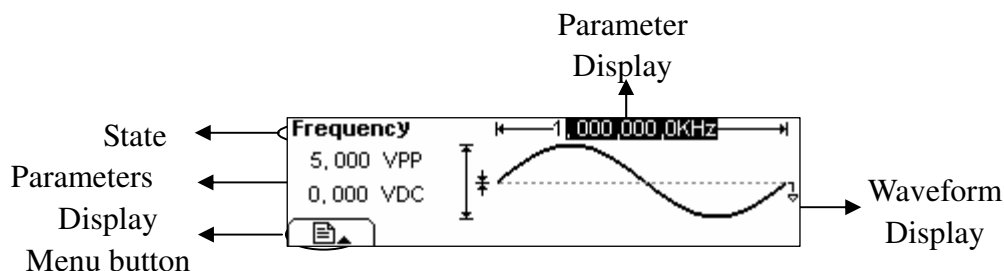 Parameter
Display
State
Frequency
1,000,000,0KHz
Parameters
Display
5,000 VPP
0,000 VDC
Waveform
Display
Menu button